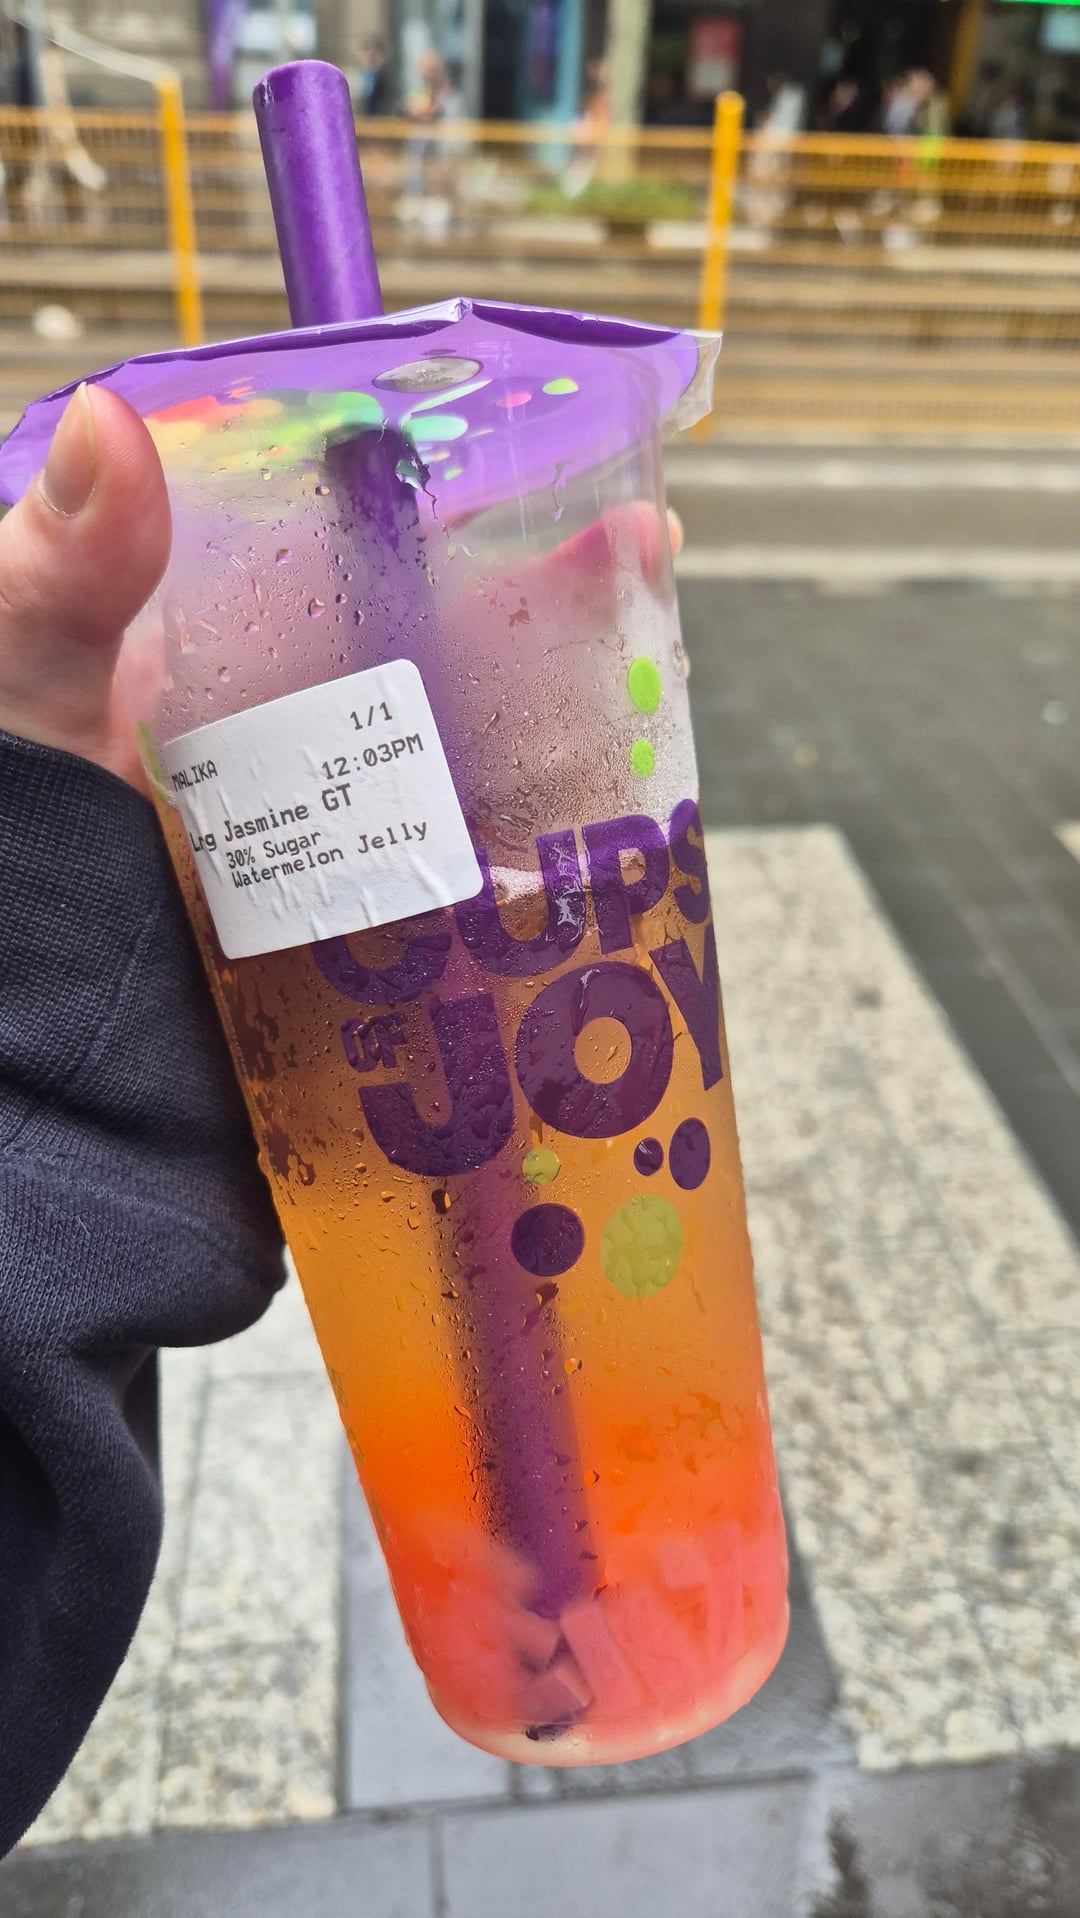 1/1
MALIKA 12:03PM
Lrg Jasmine GT
30% Sugar
Watermelon Jelly
CUPS
OF
JOY